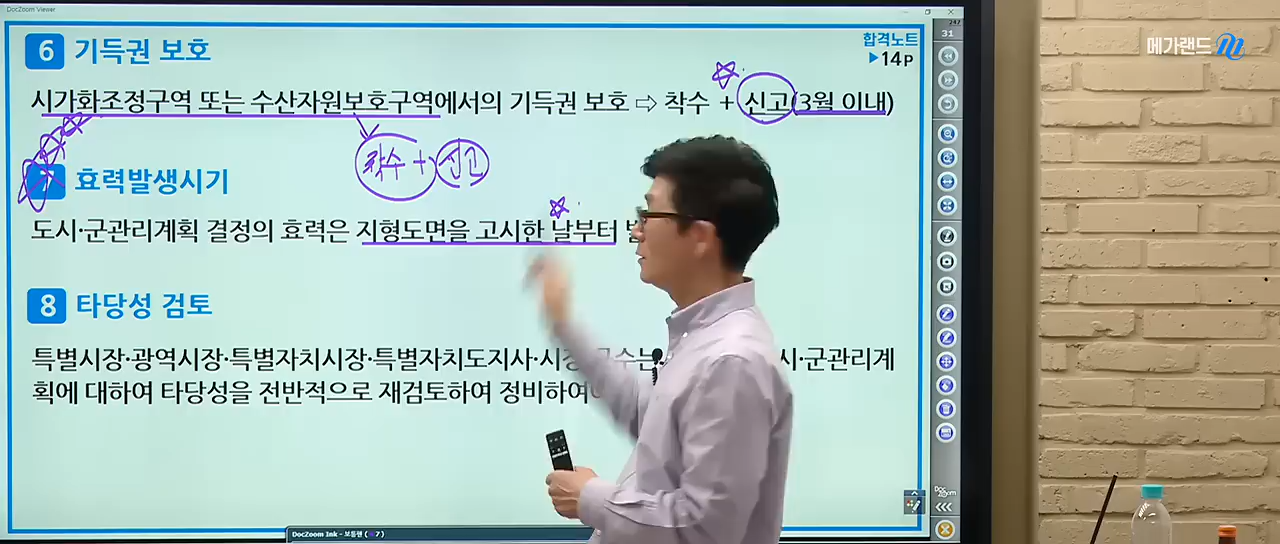 DocZoom Viewer
메가랜드
247
31
합격노트
▶14P
6 기득권 보호
시가화조정구역 또는 수산자원보호구역에서의 기득권 보호 ⇨ 착수 + 신고(3월 이내)
착수 + 신고
효력발생시기
도시·군관리계획 결정의 효력은 지형도면을 고시한 날부터
8 타당성 검토
특별시장·광역시장·특별자치시장·특별자치도지사·시장 시·군관리계
획에 대하여 타당성을 전반적으로 재검토하여 정비하여
DocZoom
DocZoom Ink - 보통펜